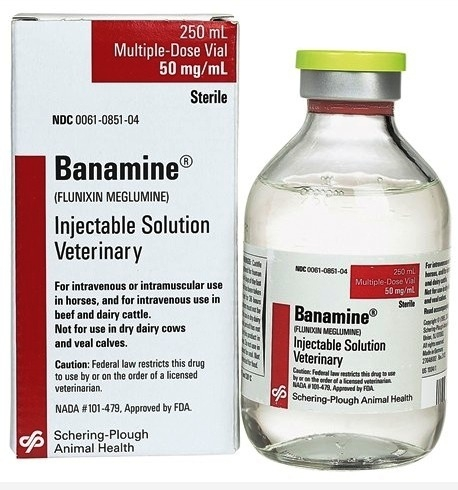 250 mL
Multiple-Dose Vial
50 mg/mL
Sterile
NDC 0061-0851-04
Banamine®
(FLUNIXIN MEGLUMINE)
Injectable Solution
Veterinary
For intravenous or intramuscular use
in horses, and for intravenous use in
beef and dairy cattle.
Not for use in dry dairy cows
and veal calves.
Caution: Federal law restricts this drug
to use by or on the order of a licensed
veterinarian.
NADA #101-479, Approved by FDA.
Schering-Plough
Animal Health
NDC 0061-0851-04
250 mL
Multiple-Dose Vial
50 mg/mL
Sterile
Banamine®
(FLUNIXIN MEGLUMINE)
Injectable Solution
Veterinary
Caution: Federal law restricts this drug to
use by or on the order of a licensed
veterinarian.
NADA #101-479, Approved by FDA.
Schering-Plough
Animal Health